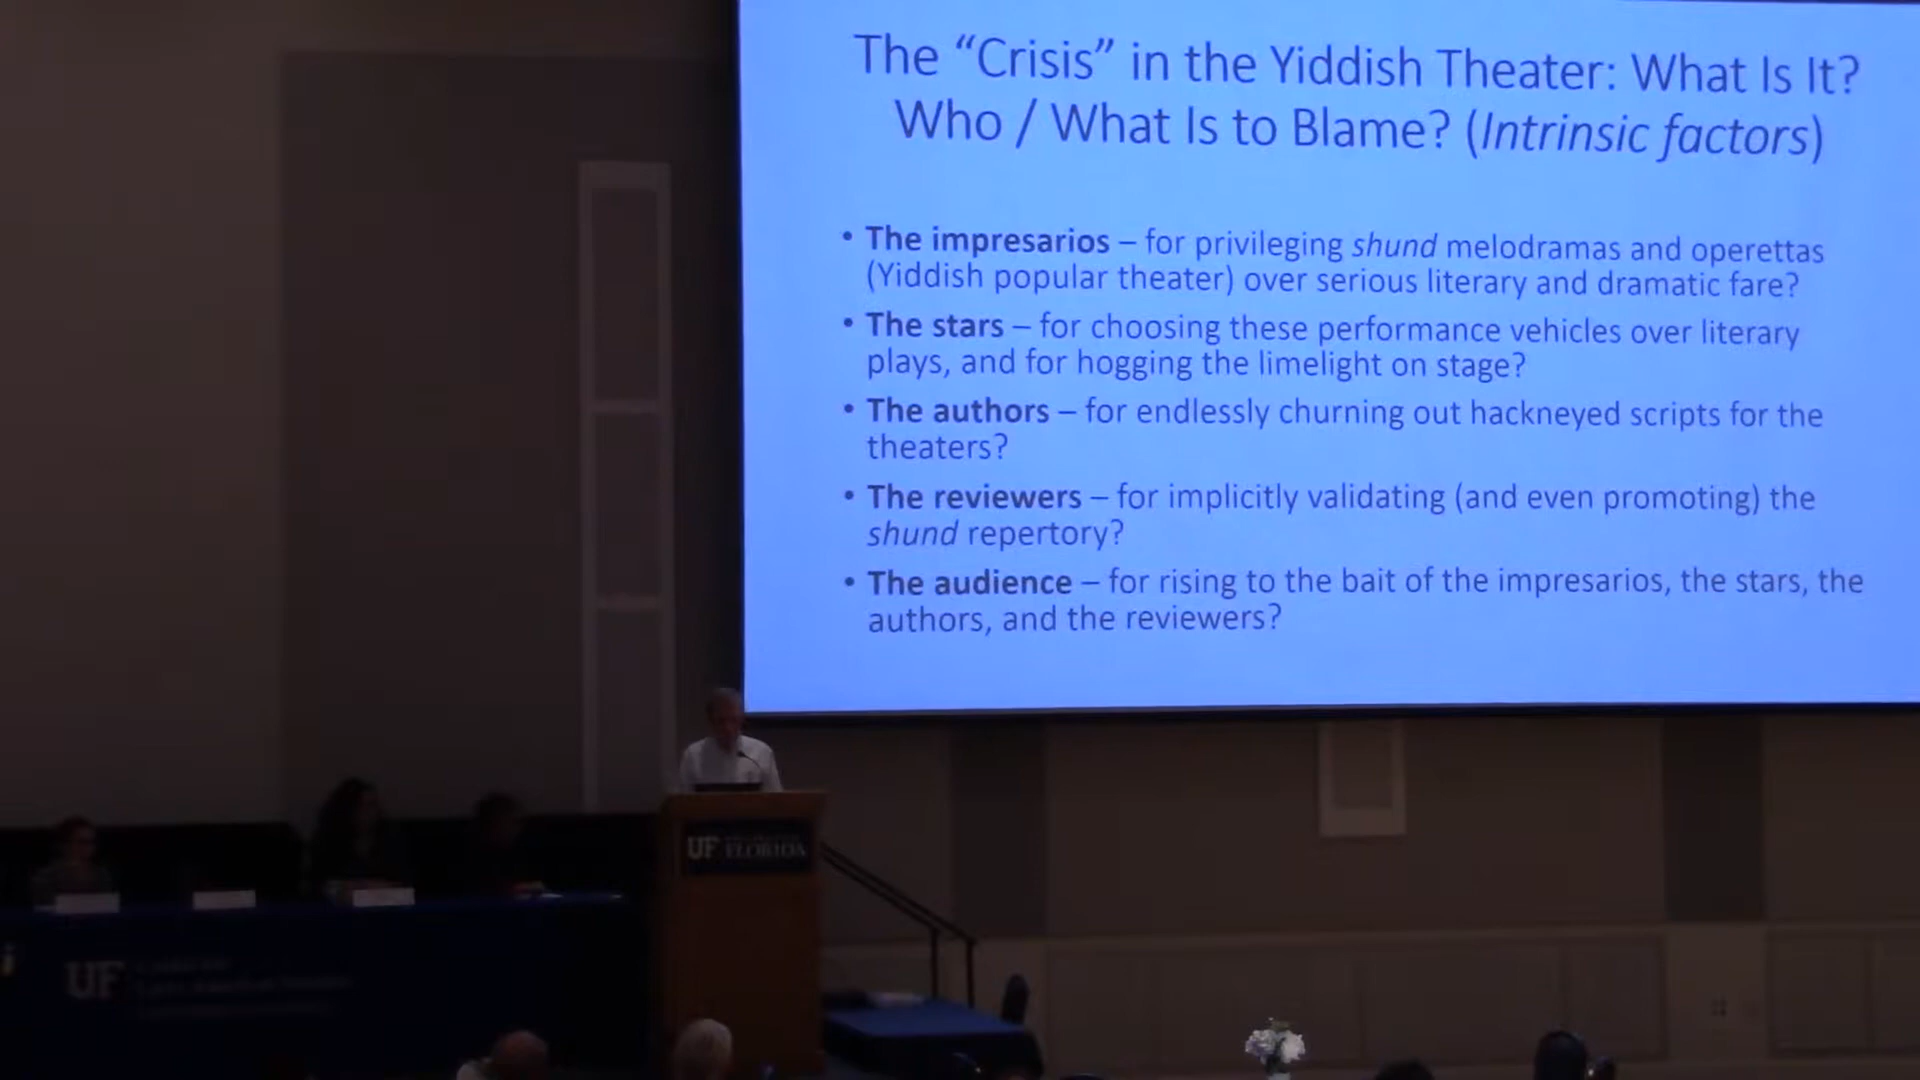 The “Crisis” in the Yiddish Theater: What Is It?
Who / What Is to Blame? (Intrinsic factors)
• The impresarios – for privileging shund melodramas and operettas
(Yiddish popular theater) over serious literary and dramatic fare?
• The stars – for choosing these performance vehicles over literary
plays, and for hogging the limelight on stage?
• The authors – for endlessly churning out hackneyed scripts for the
theaters?
• The reviewers – for implicitly validating (and even promoting) the
shund repertory?
• The audience – for rising to the bait of the impresarios, the stars, the
authors, and the reviewers?
UF FLORIDA
UF